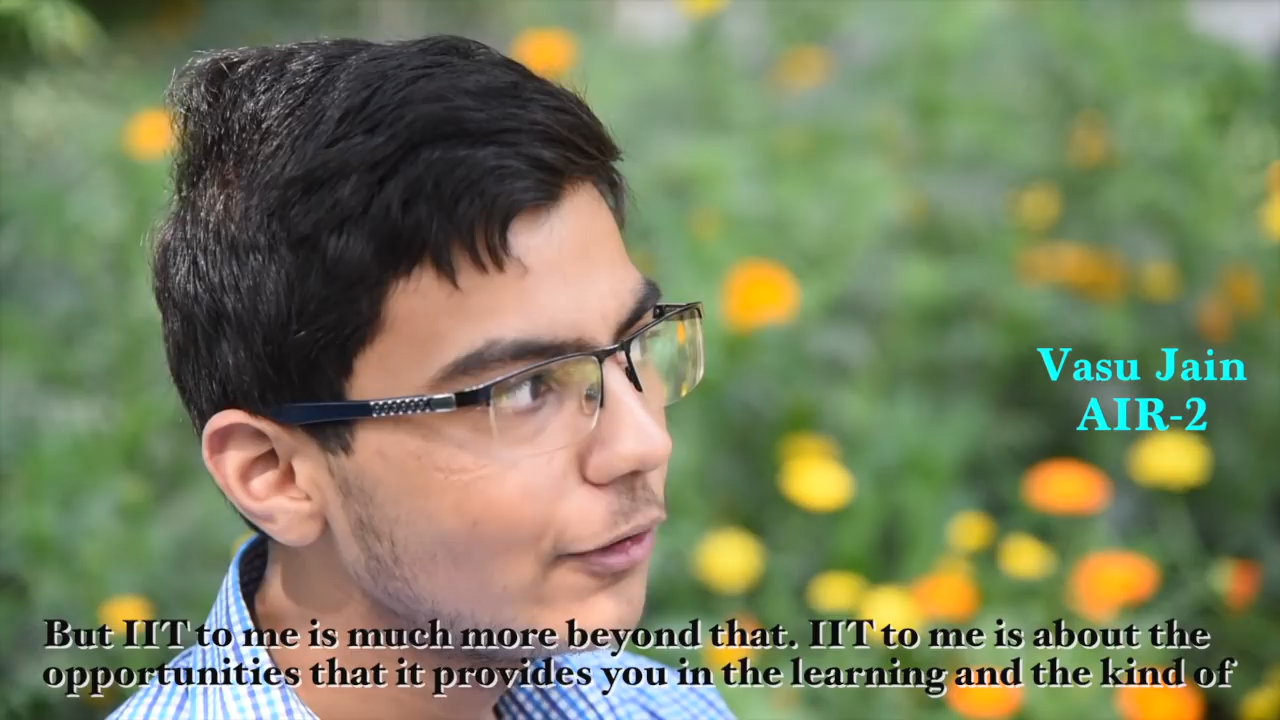 Vasu Jain
AIR-2
But IIT to me is much more beyond that. IIT to me is about the
opportunities that it provides you in the learning and the kind of